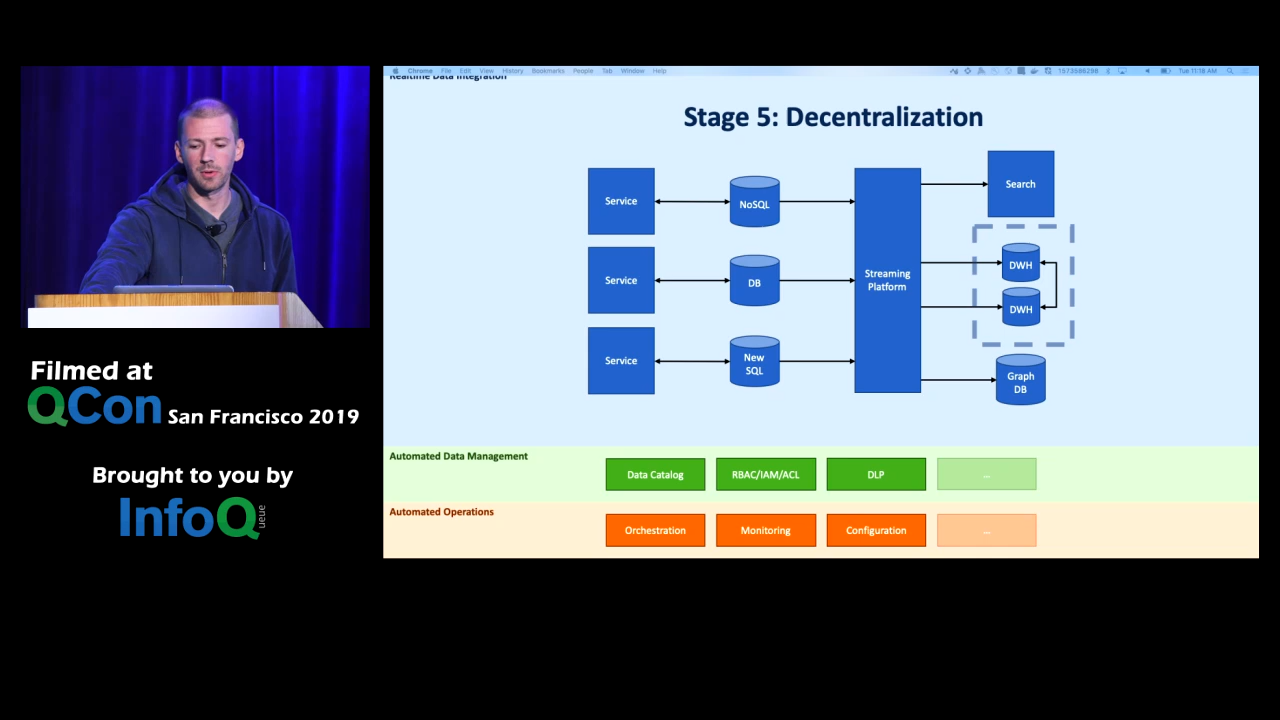 Chrome File Edit View History Bookmarks People Tab Window Help
1573586298 Tue 11:18 AM
Realtime Data Integration
Stage 5: Decentralization
Service
NoSQL
Search
Service
DB
Streaming
Platform
DWH
DWH
Service
New
SQL
Graph
DB
Automated Data Management
Data Catalog
RBAC/IAM/ACL
DLP
...
Automated Operations
Orchestration
Monitoring
Configuration
...
Filmed at
QCon San Francisco 2019
Brought to you by
InfoQ
ueue